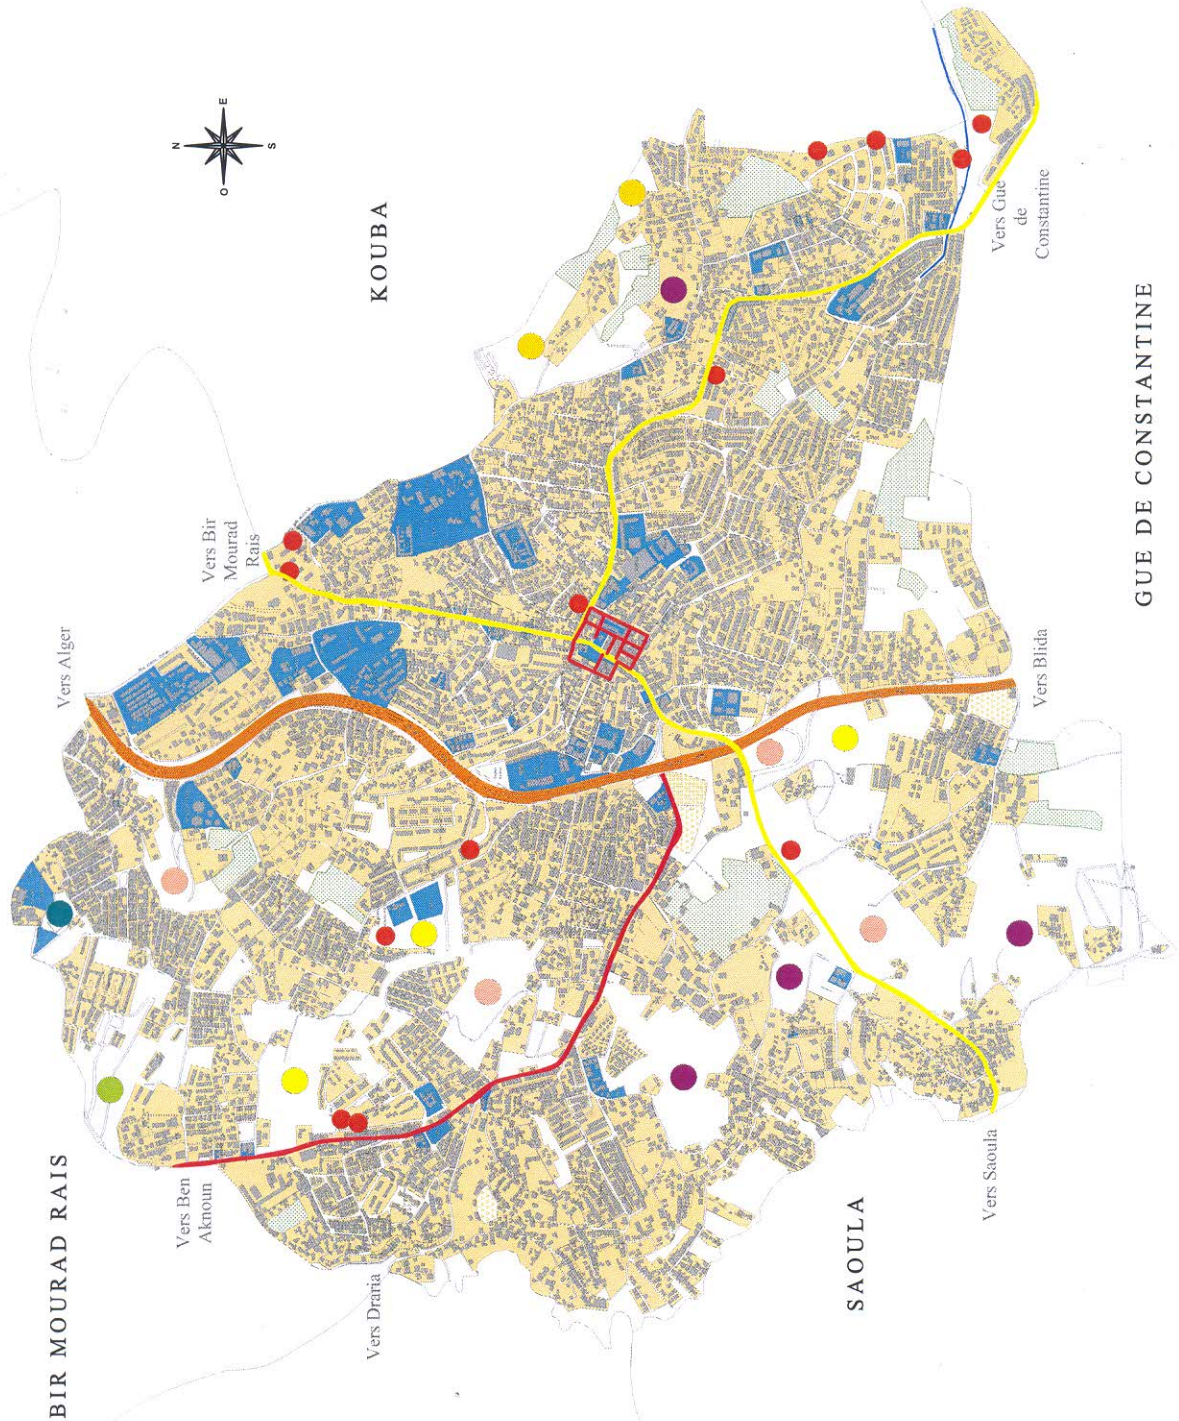 N
E
O
S
KOUBA
Vers Gue
de
Constantine
Vers Bir
Mourad
Rais
Vers Alger
GUE DE CONSTANTINE
Vers Blida
Vers Ben
Aknoun
BIR MOURAD RAIS
Vers Saoula
SAOULA
Vers Draria